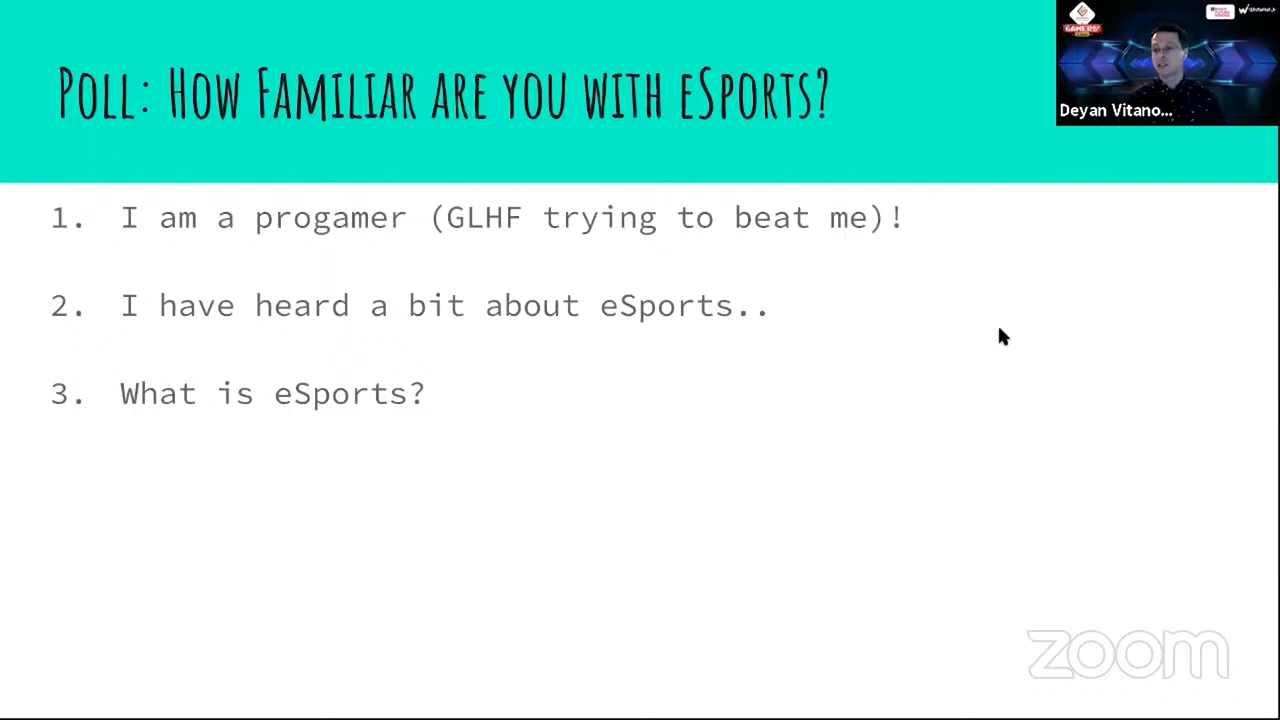 Poll: How Familiar are you with eSports?
GAMERS'
Deyan Vitano...
1. I am a progamer (GLHF trying to beat me)!
2. I have heard a bit about eSports..
3. What is eSports?
zoom